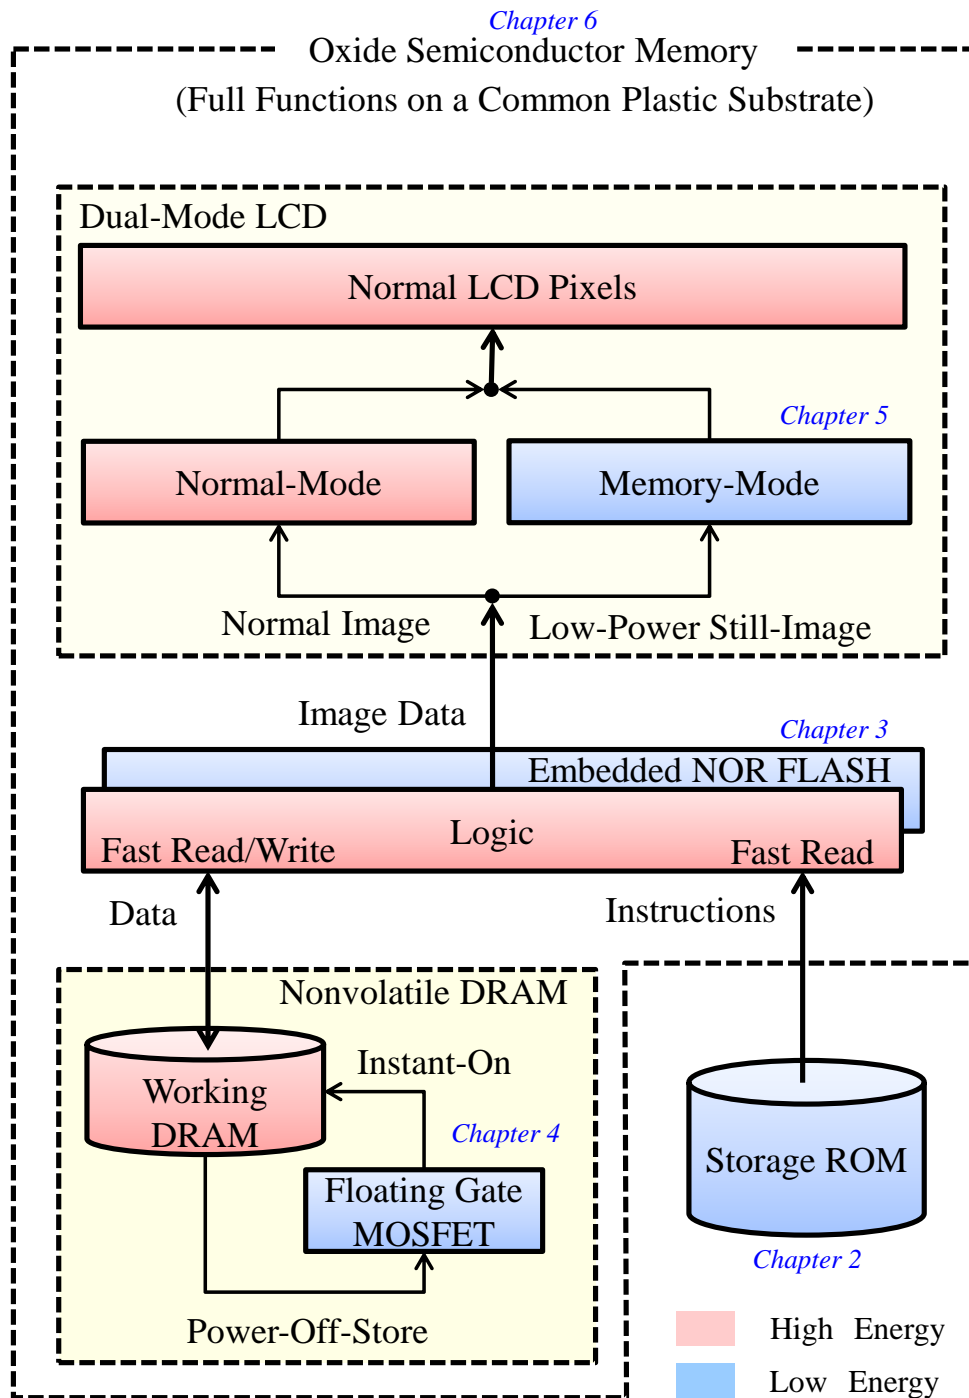 Chapter 6
Oxide Semiconductor Memory
(Full Functions on a Common Plastic Substrate)
Dual-Mode LCD
Normal LCD Pixels
Chapter 5
Normal-Mode
Memory-Mode
Normal Image
Low-Power Still-Image
Image Data
Chapter 3
Embedded NOR FLASH
Logic
Fast Read/Write
Fast Read
Data
Instructions
Nonvolatile DRAM
Instant-On
Working
DRAM
Chapter 4
Floating Gate
MOSFET
Storage ROM
Chapter 2
Power-Off-Store
High Energy
Low Energy